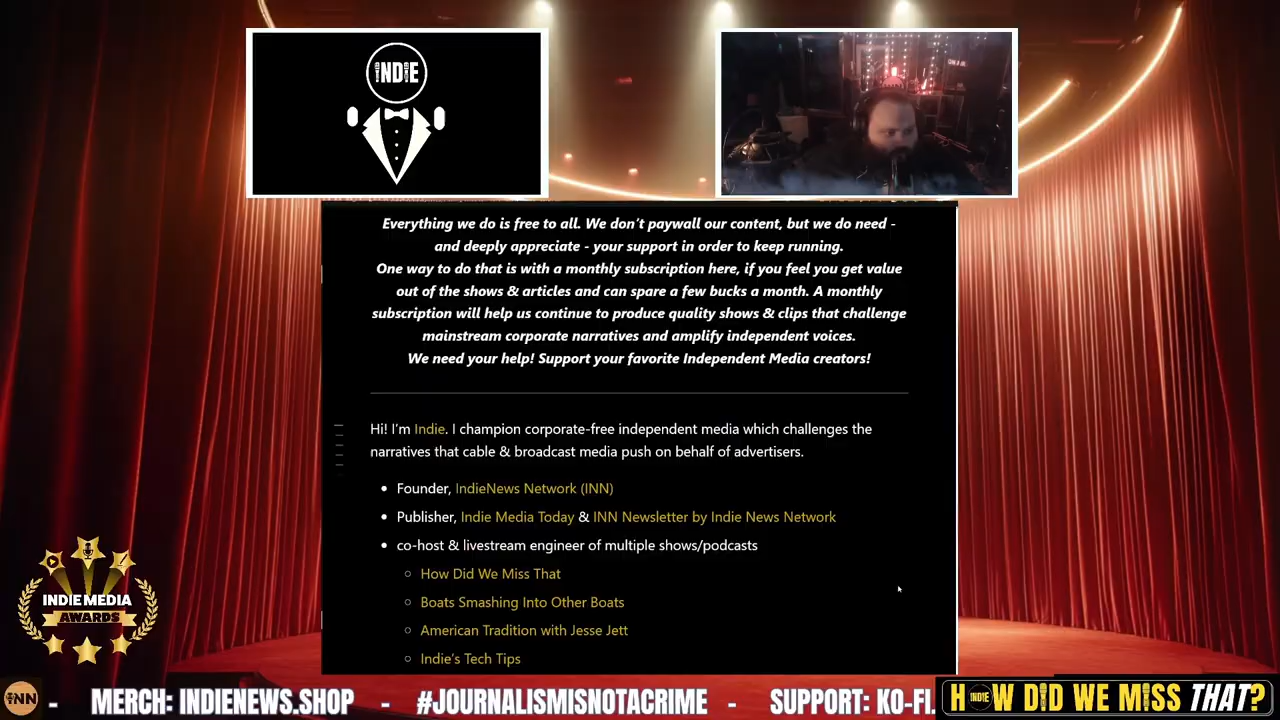 INDIE
Everything we do is free to all. We don't paywall our content, but we do need -
and deeply appreciate - your support in order to keep running.
One way to do that is with a monthly subscription here, if you feel you get value
out of the shows & articles and can spare a few bucks a month. A monthly
subscription will help us continue to produce quality shows & clips that challenge
mainstream corporate narratives and amplify independent voices.
We need your help! Support your favorite Independent Media creators!
Hi! I'm Indie. I champion corporate-free independent media which challenges the
narratives that cable & broadcast media push on behalf of advertisers.
• Founder, IndieNews Network (INN)
• Publisher, Indie Media Today & INN Newsletter by Indie News Network
• co-host & livestream engineer of multiple shows/podcasts
○ How Did We Miss That
○ Boats Smashing Into Other Boats
○ American Tradition with Jesse Jett
○ Indie's Tech Tips
INDIE MEDIA
AWARDS
INN - MERCH: INDIENEWS.SHOP - #JOURNALISMISNOTACRIME - SUPPORT: KO-FI.
HOW DID WE MISS THAT?
INDIE